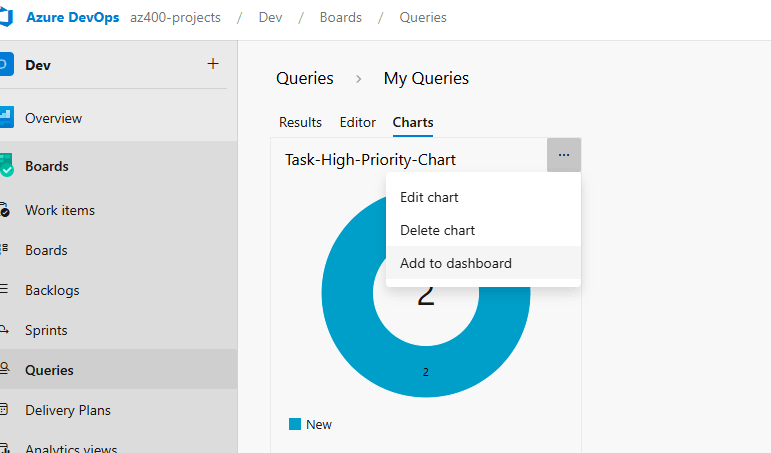 Azure DevOps az400-projects / Dev / Boards / Queries
Dev +
Overview
Boards
Work items
Boards
Backlogs
Sprints
Queries
Delivery Plans
Analytics views
Queries > My Queries
Results Editor Charts
Task-High-Priority-Chart ...
Edit chart
Delete chart
Add to dashboard
2
2
New